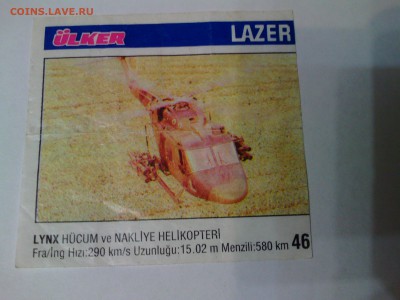 COINS.LAVE.RU
ÜLKER LAZER
LYNX HÜCUM ve NAKLİYE HELİKOPTERİ
Fra/İng Hızı:290 km/s Uzunluğu:15.02 m Menzili:580 km 46